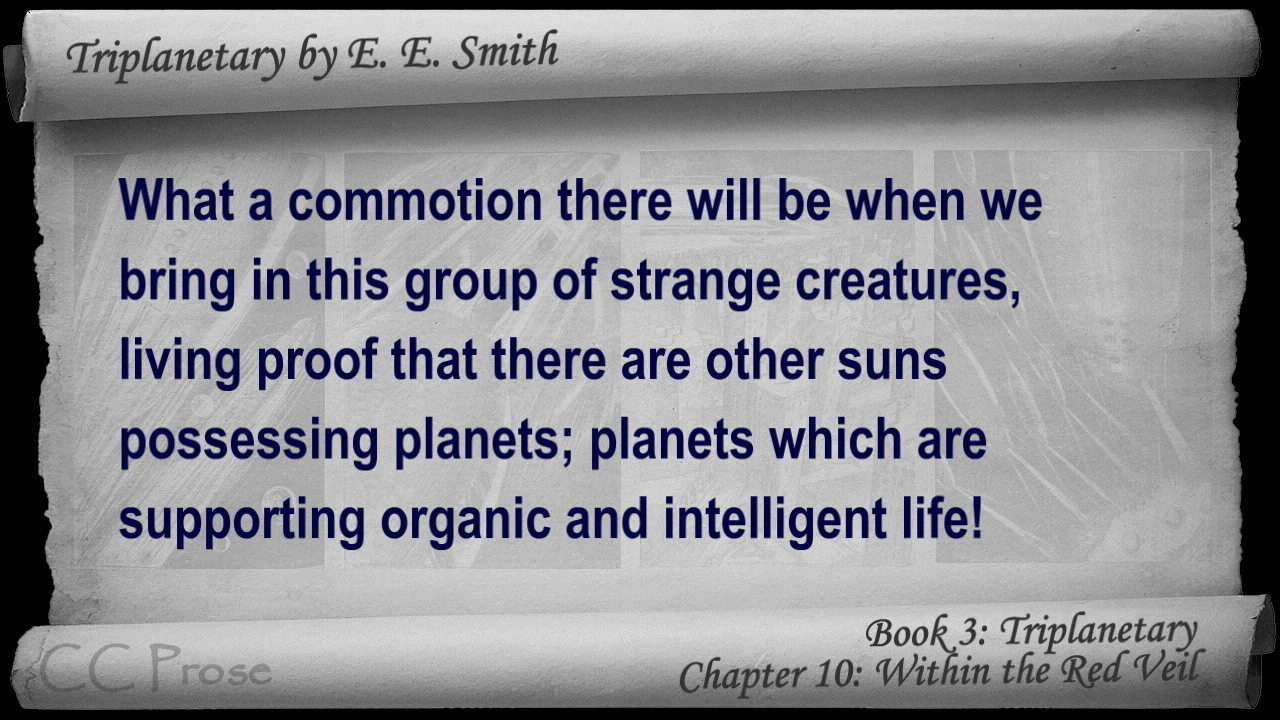 Triplanetary by E. E. Smith
What a commotion there will be when we
bring in this group of strange creatures,
living proof that there are other suns
possessing planets; planets which are
supporting organic and intelligent life!
Book 3: Triplanetary
Chapter 10: Within the Red Veil
CC Prose